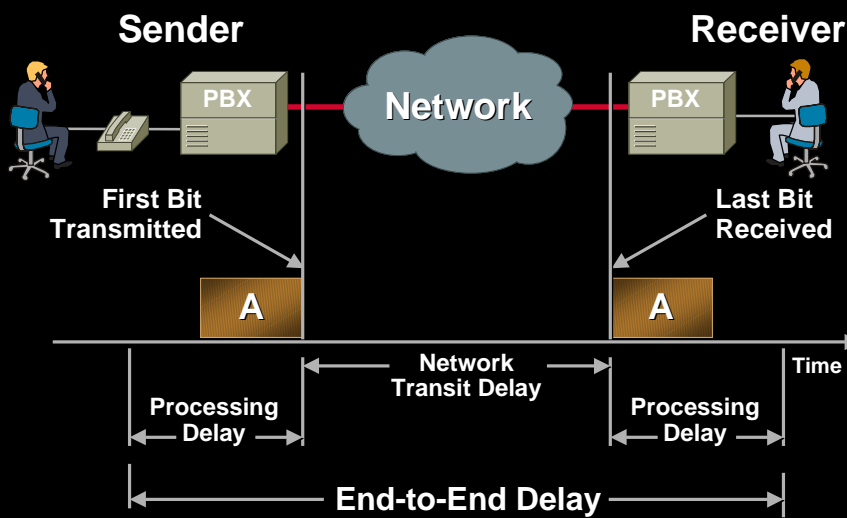 Sender
Receiver
PBX
Network
PBX
First Bit
Transmitted
Last Bit
Received
A
A
Time
Network
Transit Delay
Processing
Delay
Processing
Delay
End-to-End Delay